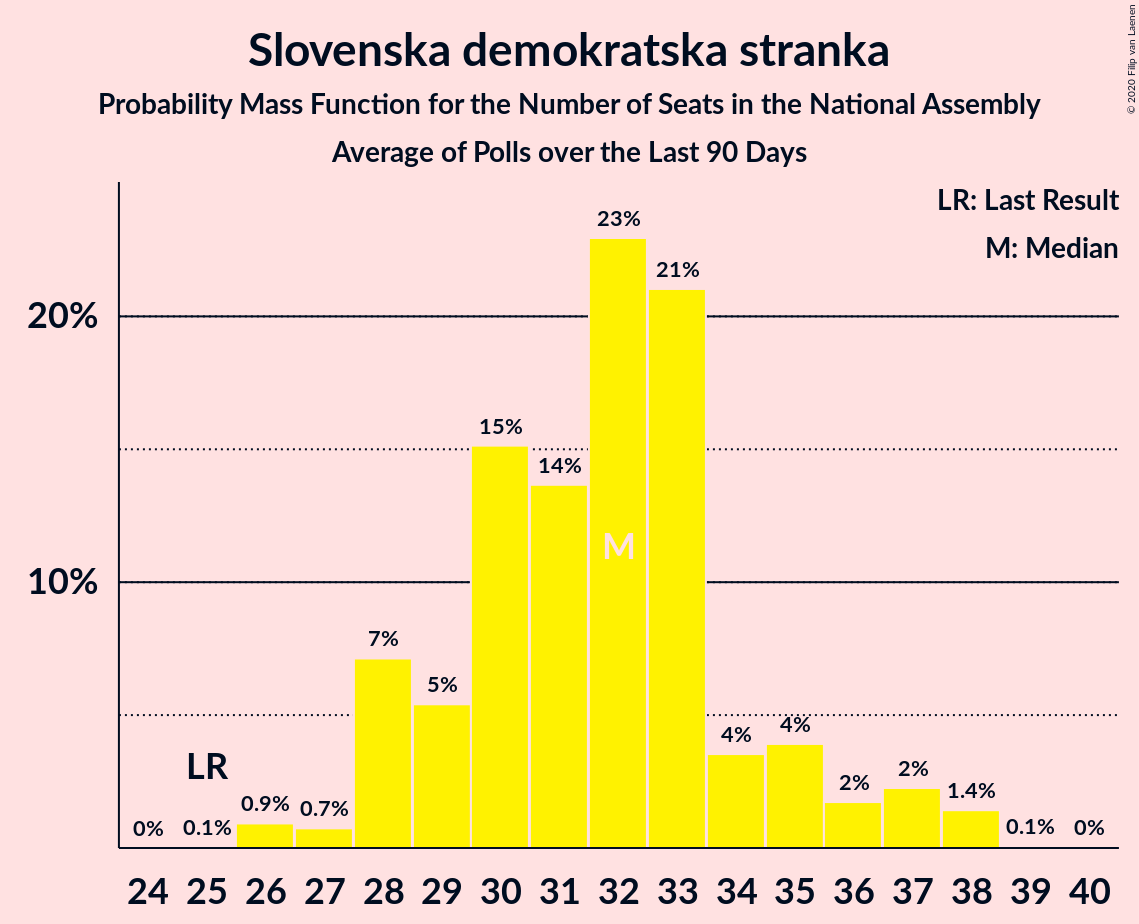 Slovenska demokratska stranka
Probability Mass Function for the Number of Seats in the National Assembly
Average of Polls over the Last 90 Days
© 2020 Filip van Laenen
LR: Last Result
M: Median
20%
10%
0%
0.1%
0.9%
0.7%
7%
5%
15%
14%
23%
21%
4%
4%
2%
2%
1.4%
0.1%
0%
LR
M
24 25 26 27 28 29 30 31 32 33 34 35 36 37 38 39 40